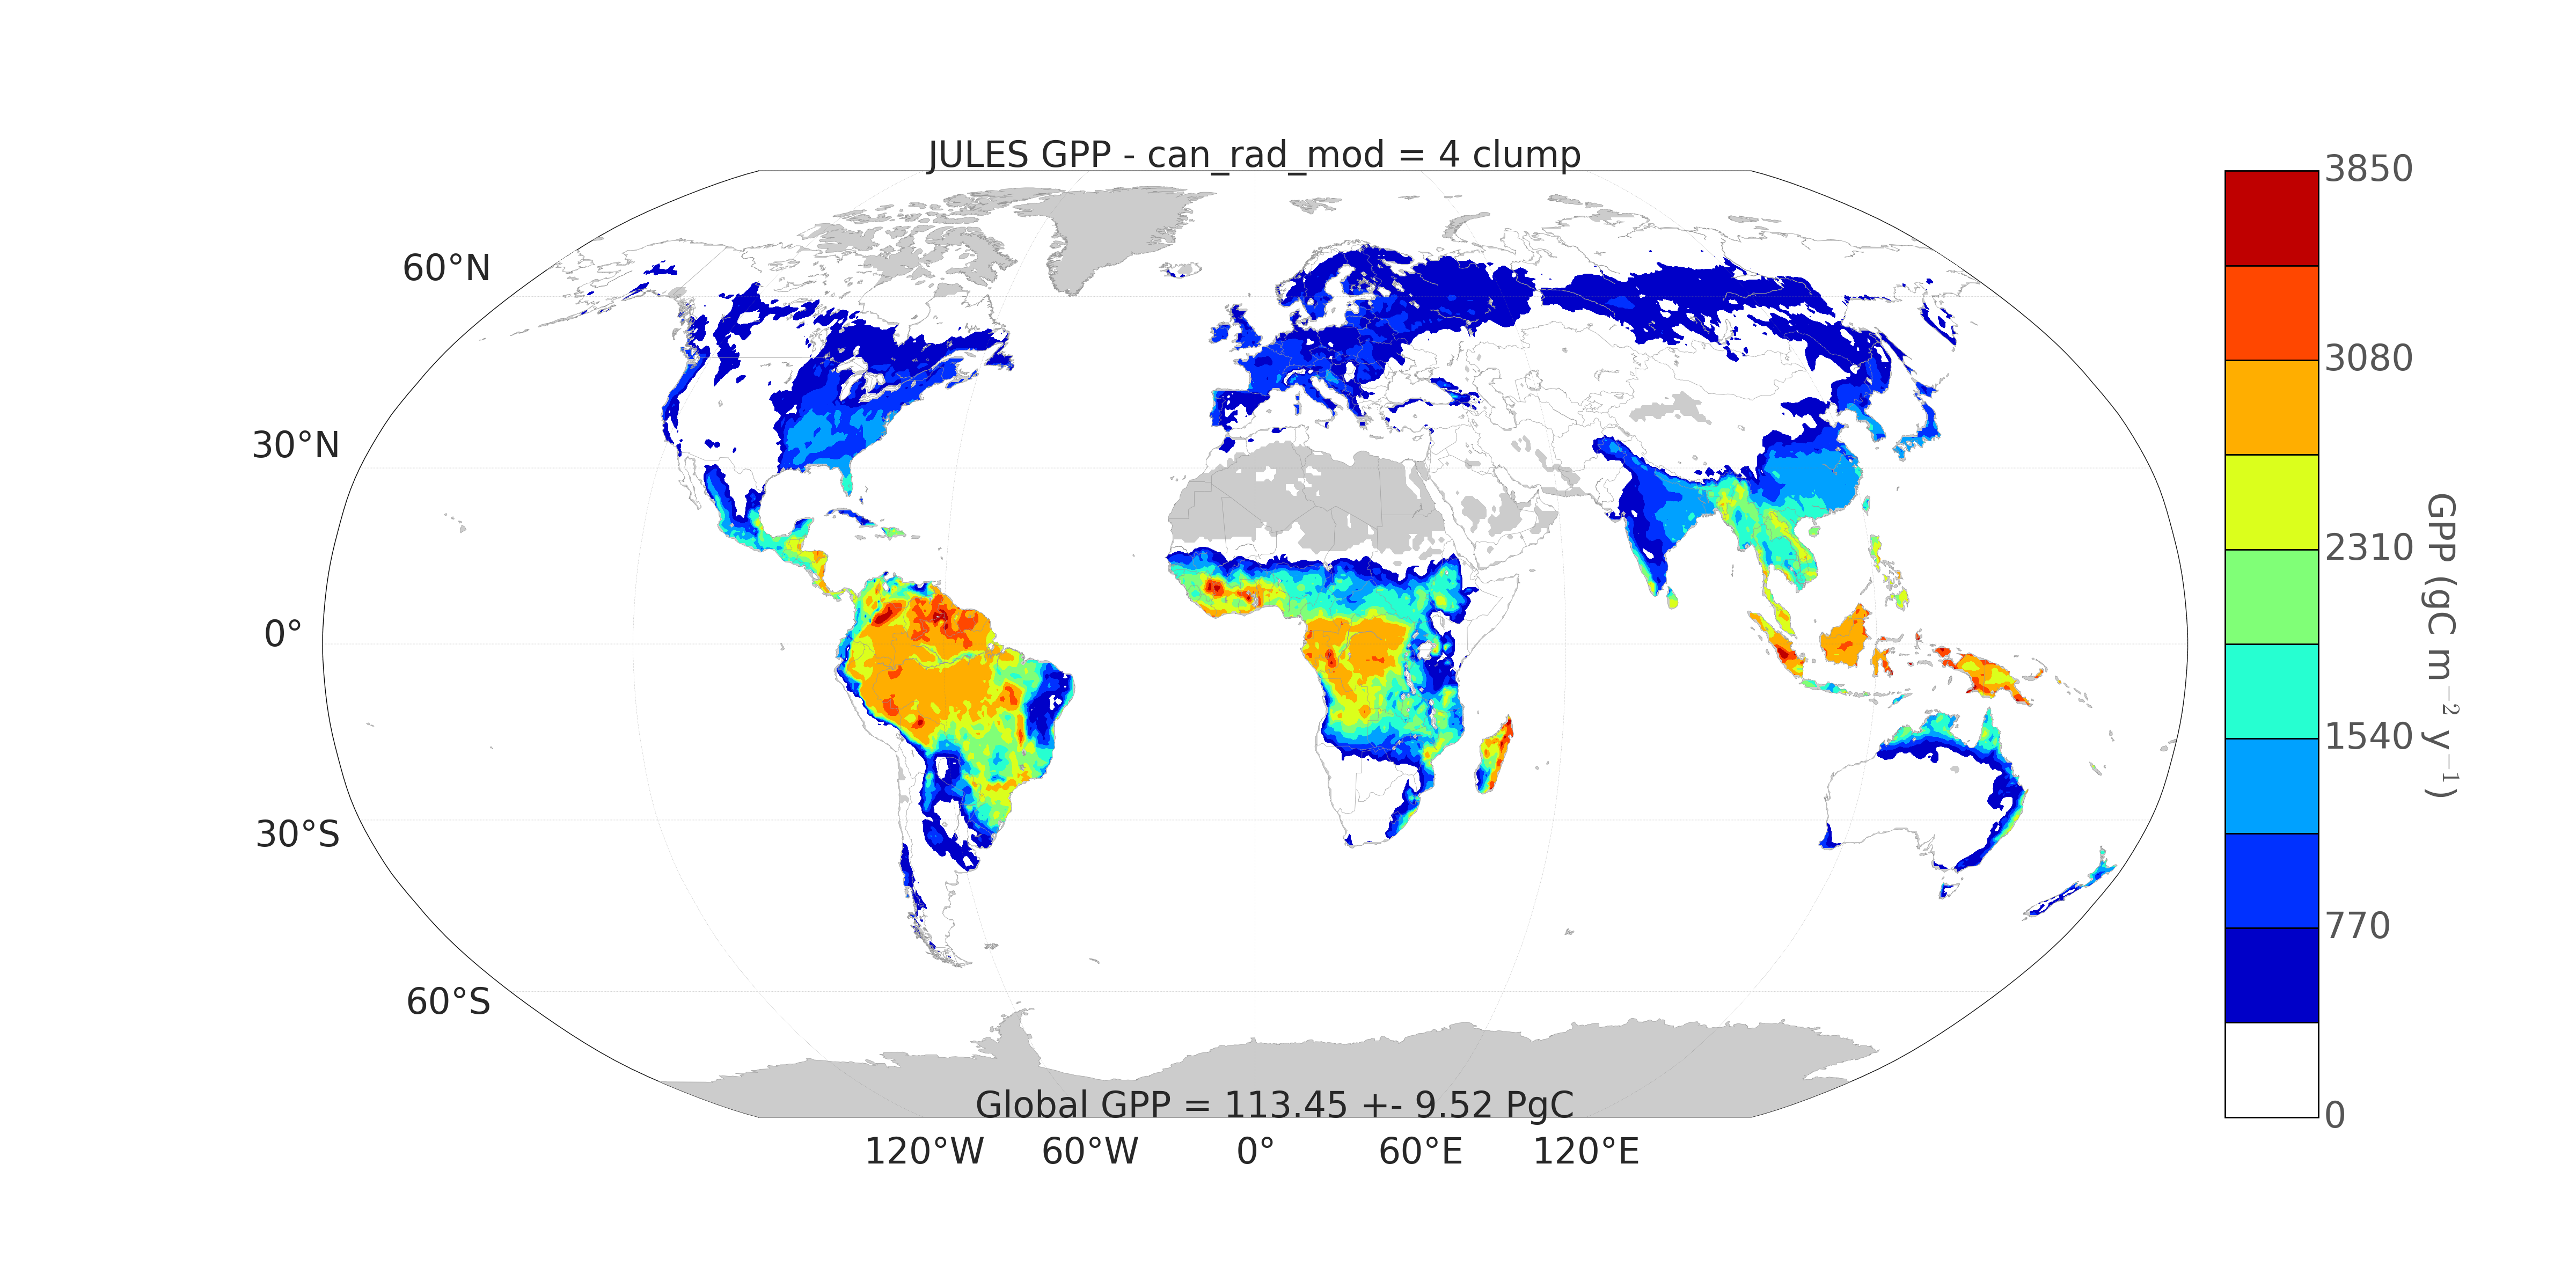 JULES GPP - can_rad_mod = 4 clump
60°N
30°N
0°
30°S
60°S
Global GPP = 113.45 +- 9.52 PgC
120°W 60°W 0° 60°E 120°E
3850
3080
2310
1540
770
0
GPP (gC m⁻² y⁻¹)